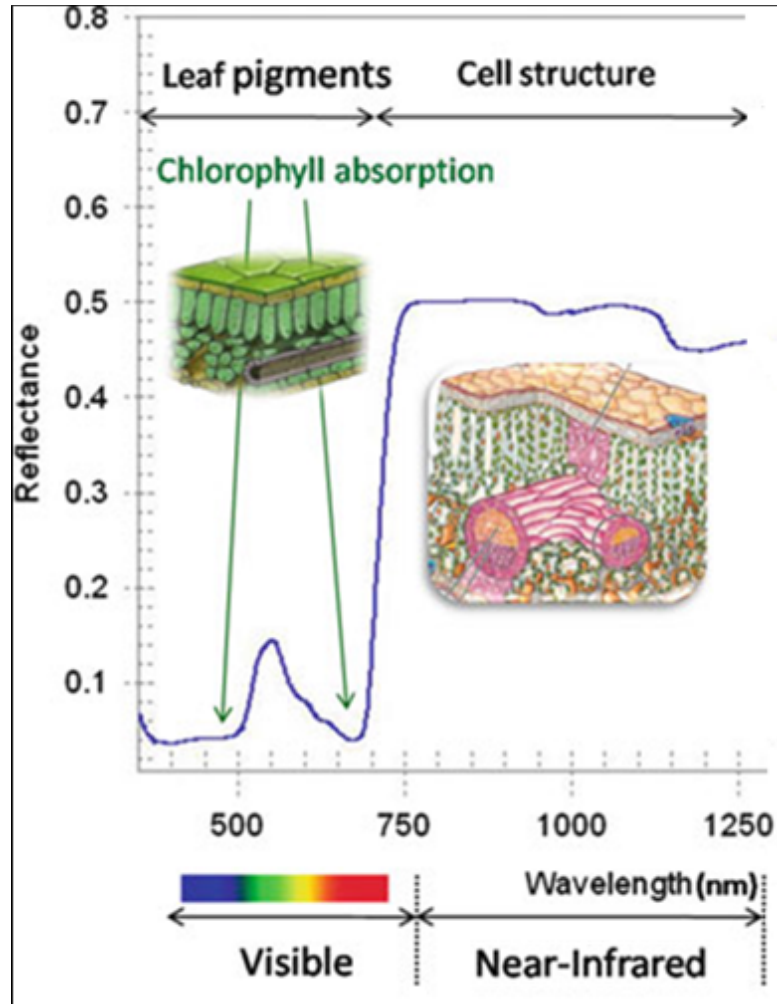 0.8
Leaf pigments
Cell structure
0.7
Chlorophyll absorption
0.6
0.5
0.4
0.3
0.2
0.1
Reflectance
500
750
1000
1250
Wavelength (nm)
Visible
Near-Infrared